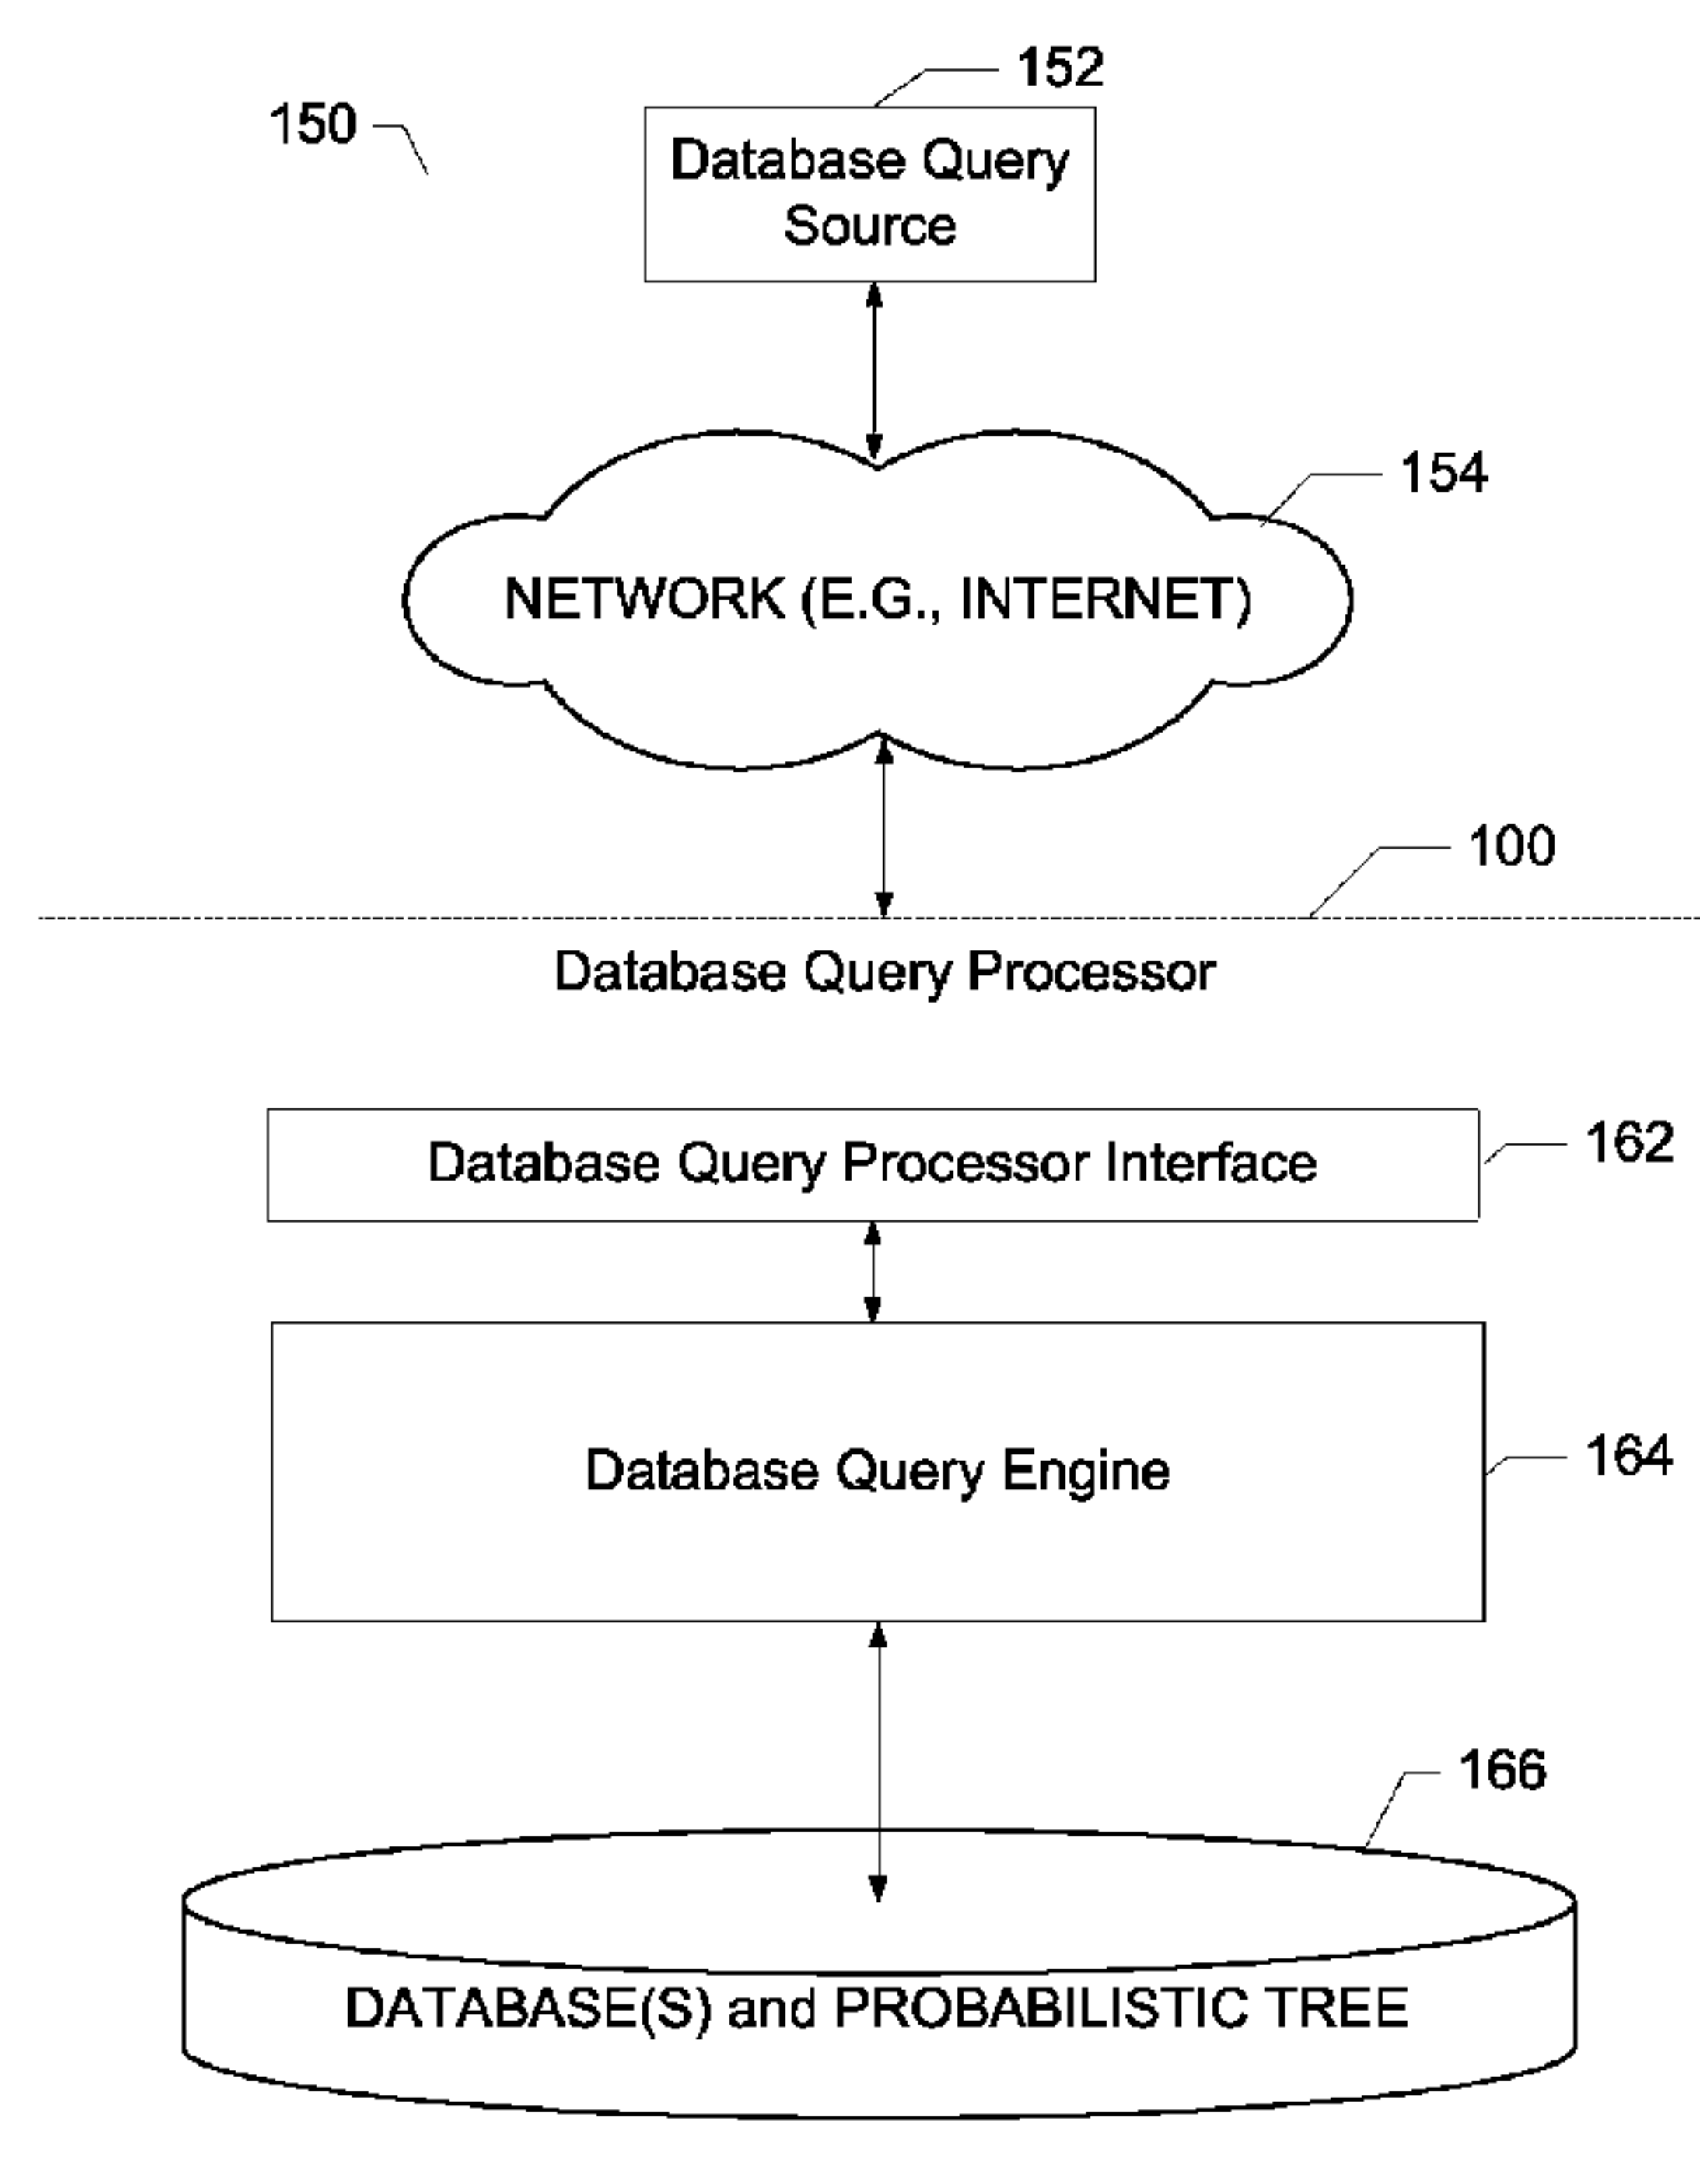 152
150
Database Query
Source
154
NETWORK (E.G., INTERNET)
100
Database Query Processor
Database Query Processor Interface
162
Database Query Engine
164
166
DATABASE(S) and PROBABILISTIC TREE